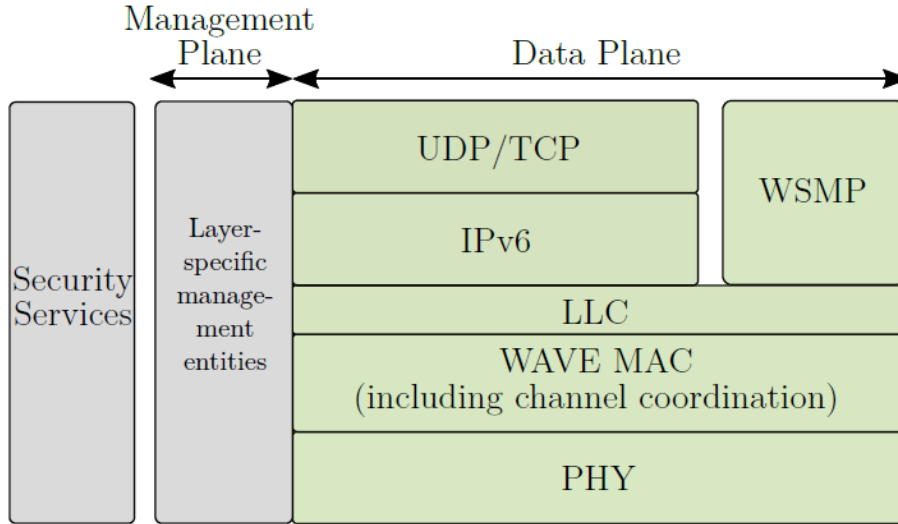 Management
Plane
Data Plane
Security
Services
Layer-
specific
manage-
ment
entities
UDP/TCP
WSMP
IPv6
LLC
WAVE MAC
(including channel coordination)
PHY